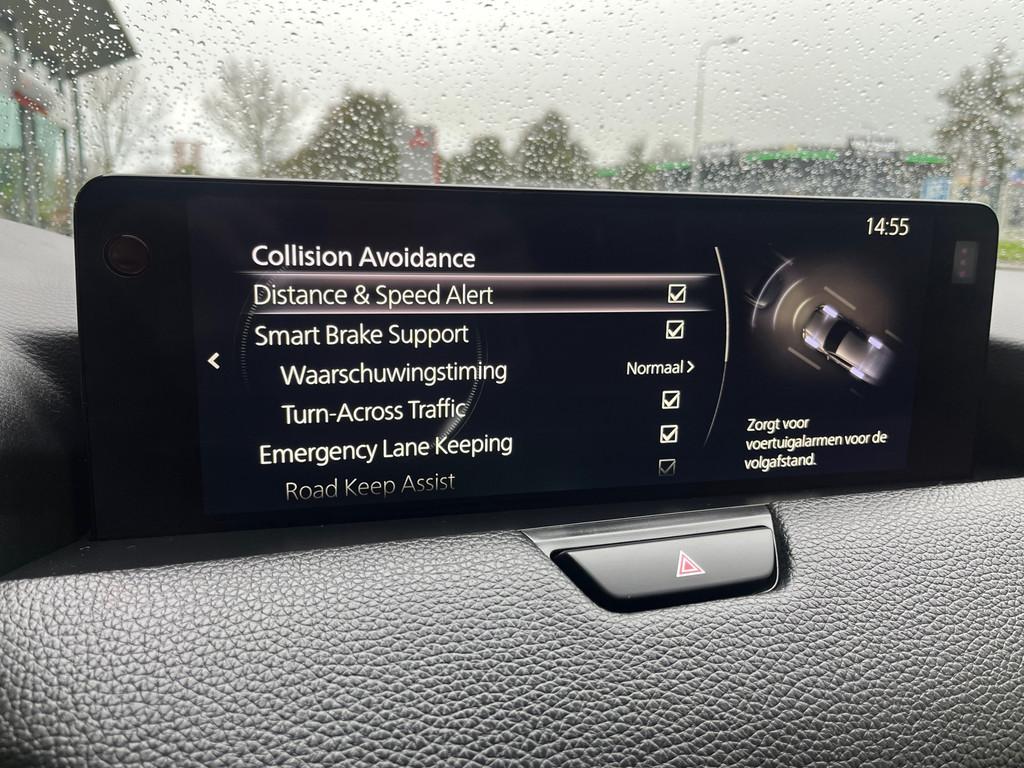 14:55
Collision Avoidance
Distance & Speed Alert
Smart Brake Support
Waarschuwingstiming
Normaal
Turn-Across Traffic
Emergency Lane Keeping
Road Keep Assist
Zorgt voor
voertuigalarmen voor de
volgafstand.